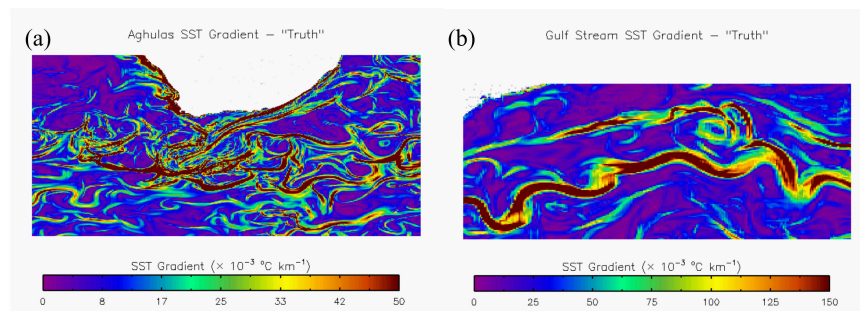 (a)
Aghulas SST Gradient – "Truth"
SST Gradient (× 10⁻³ °C km⁻¹)
0 8 17 25 33 42 50
(b)
Gulf Stream SST Gradient – "Truth"
SST Gradient (× 10⁻³ °C km⁻¹)
0 25 50 75 100 125 150